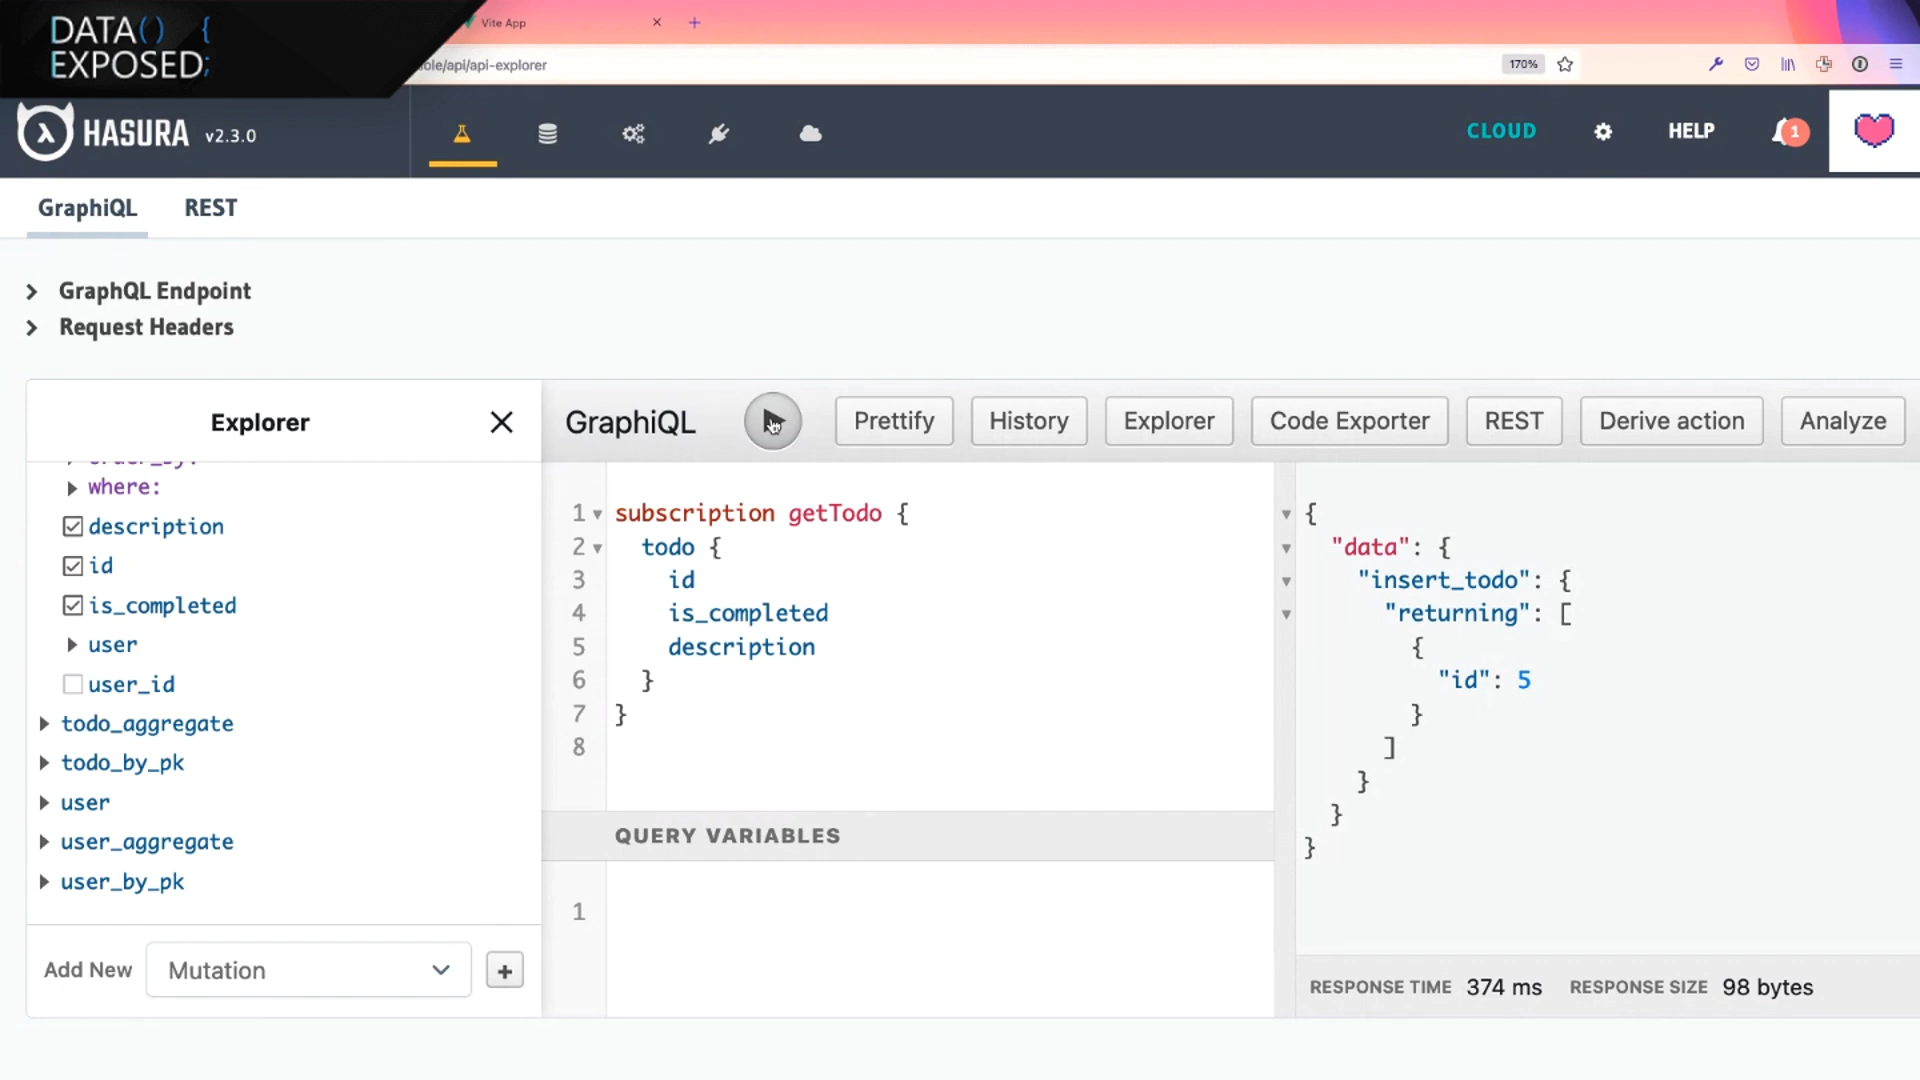 DATA() {
EXPOSED;
Vite App
ole/api/api-explorer
170%
HASURA v2.3.0
CLOUD
HELP
1
GraphiQL
REST
GraphQL Endpoint
Request Headers
Explorer
order_by:
where:
description
id
is_completed
user
user_id
todo_aggregate
todo_by_pk
user
user_aggregate
user_by_pk
Add New
Mutation
+
GraphiQL
Prettify
History
Explorer
Code Exporter
REST
Derive action
Analyze
1 subscription getTodo {
2 todo {
3 id
4 is_completed
5 description
6 }
7 }
8
QUERY VARIABLES
1
{
"data": {
"insert_todo": {
"returning": [
{
"id": 5
}
]
}
}
}
RESPONSE TIME 374 ms
RESPONSE SIZE 98 bytes